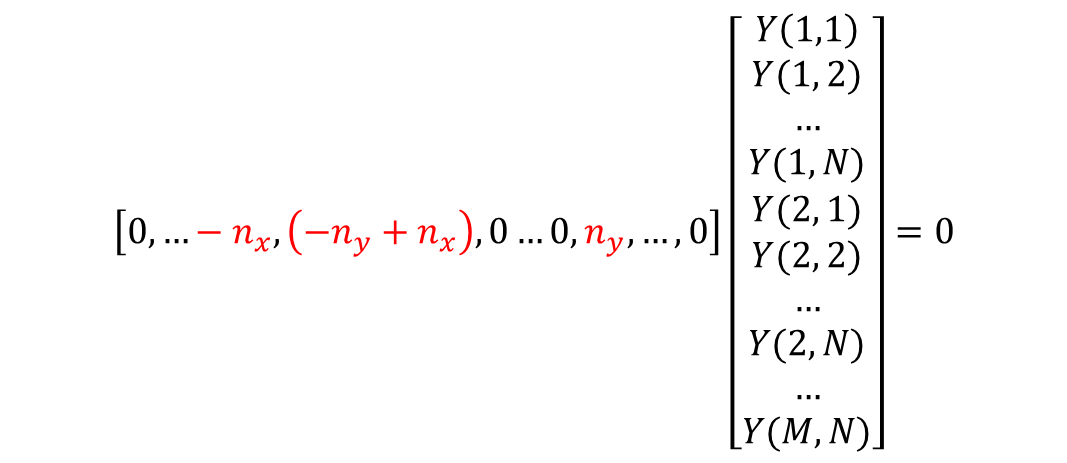 Y(1,1)
Y(1, 2)
…
Y(1, N)
[0, … − n_x, (−n_y + n_x), 0 … 0, n_y, … , 0]
Y(2, 1)
= 0
Y(2, 2)
…
Y(2, N)
…
Y(M, N)